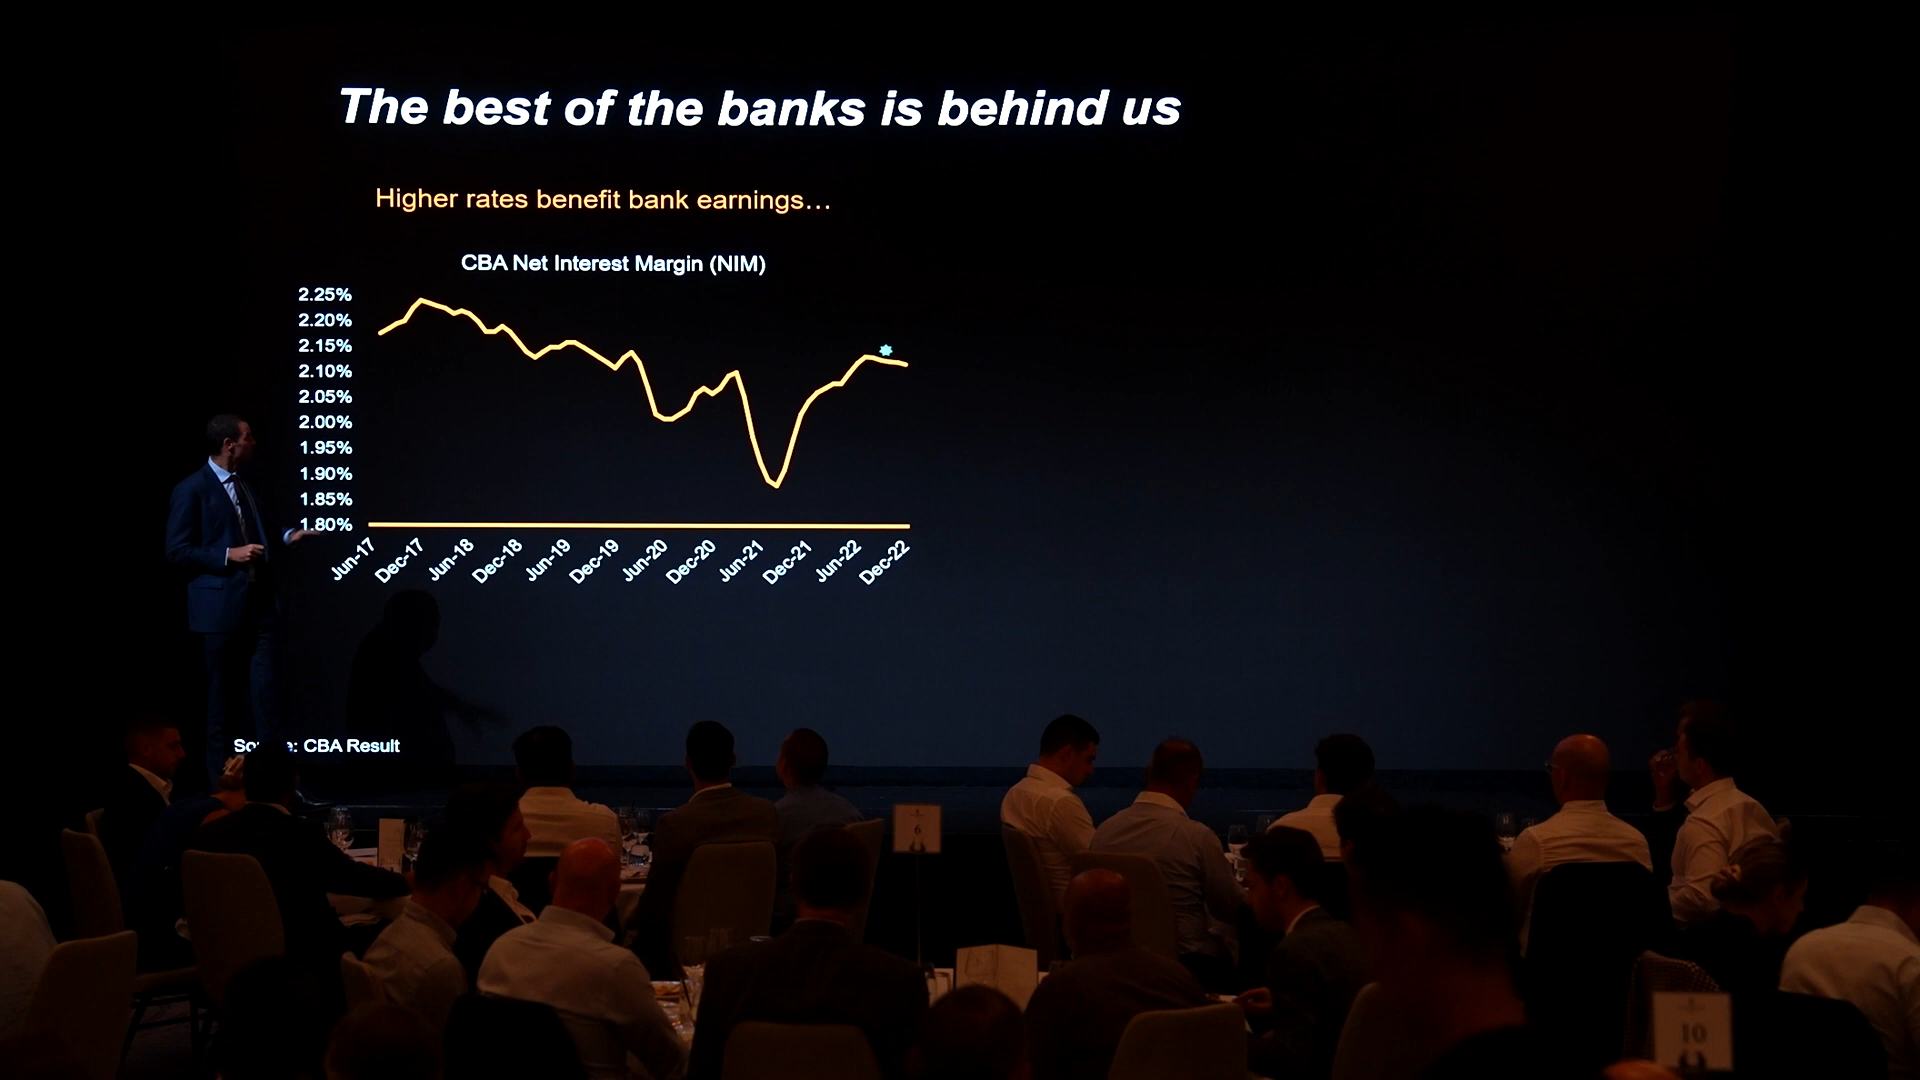 The best of the banks is behind us
Higher rates benefit bank earnings…
CBA Net Interest Margin (NIM)
2.25%
2.20%
2.15%
2.10%
2.05%
2.00%
1.95%
1.90%
1.85%
1.80%
Jun-17 Dec-17 Jun-18 Dec-18 Jun-19 Dec-19 Jun-20 Dec-20 Jun-21 Dec-21 Jun-22 Dec-22
CBA Result
6
10